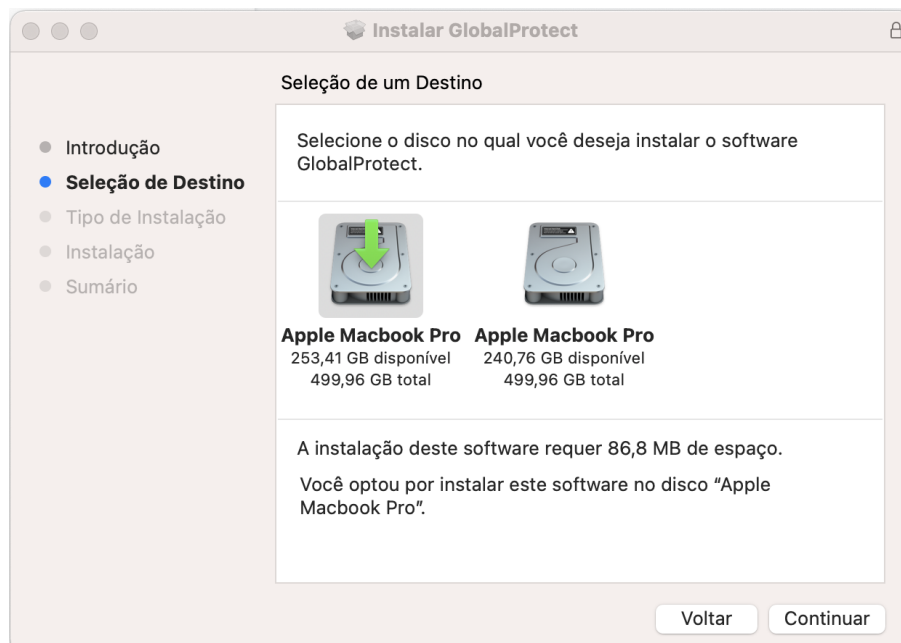 Instalar GlobalProtect
Seleção de um Destino
Introdução
Seleção de Destino
Tipo de Instalação
Instalação
Sumário
Selecione o disco no qual você deseja instalar o software
GlobalProtect.
Apple Macbook Pro
253,41 GB disponível
499,96 GB total
Apple Macbook Pro
240,76 GB disponível
499,96 GB total
A instalação deste software requer 86,8 MB de espaço.
Você optou por instalar este software no disco “Apple
Macbook Pro”.
Voltar
Continuar